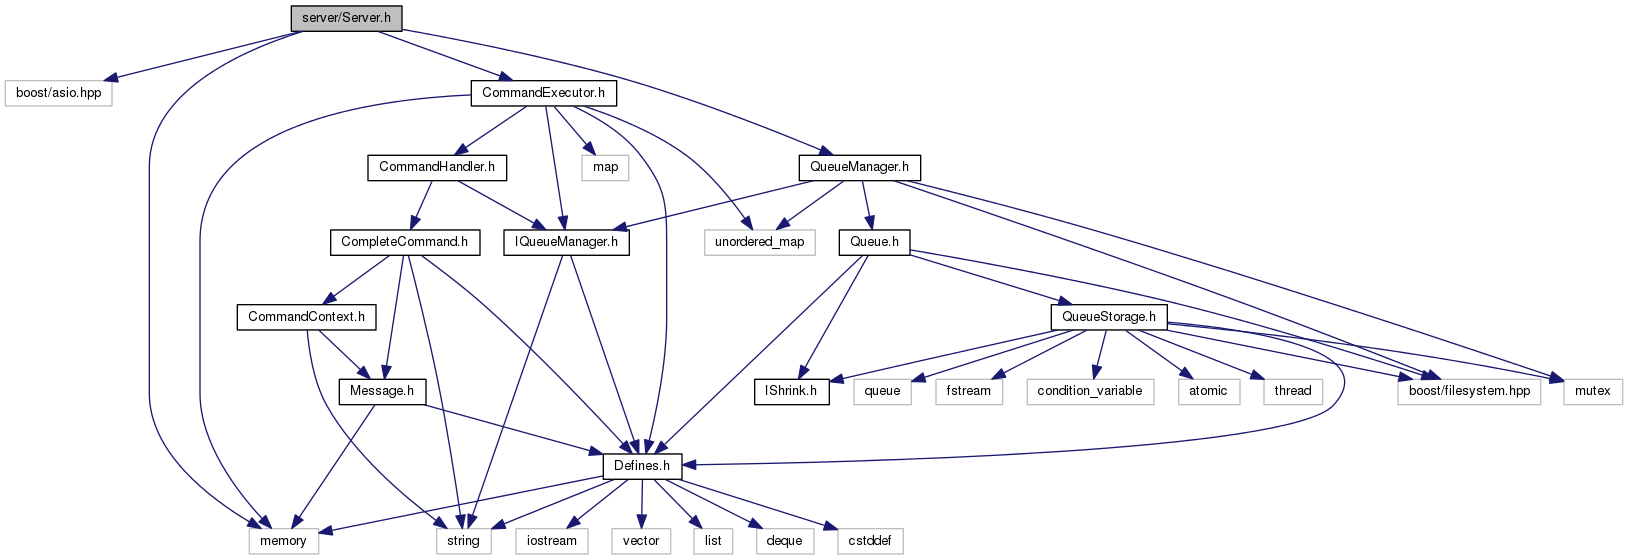 server/Server.h
boost/asio.hpp
CommandExecutor.h
CommandHandler.h
map
QueueManager.h
CompleteCommand.h
IQueueManager.h
unordered_map
Queue.h
CommandContext.h
QueueStorage.h
Message.h
IShrink.h
queue
fstream
condition_variable
atomic
thread
boost/filesystem.hpp
mutex
Defines.h
memory
string
iostream
vector
list
deque
cstddef